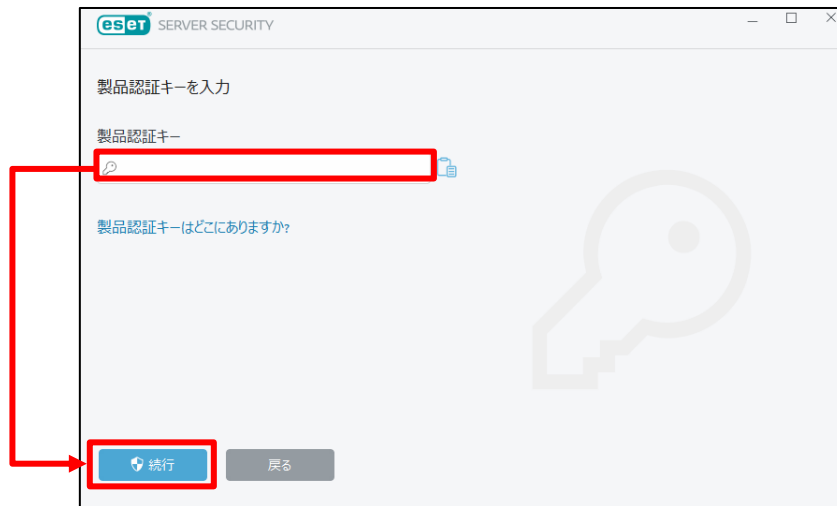 eset SERVER SECURITY
製品認証キーを入力
製品認証キー
製品認証キーはどこにありますか?
続行
戻る